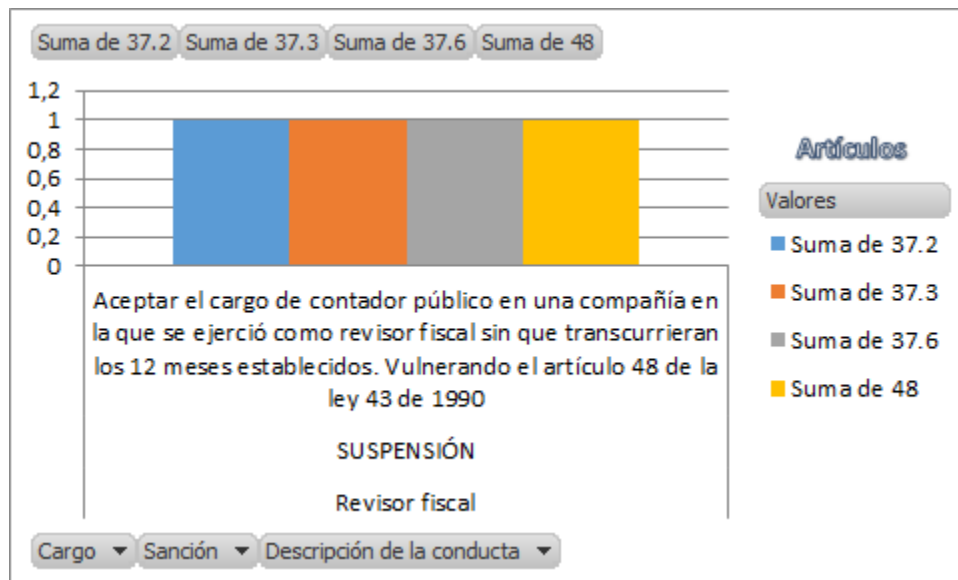 Suma de 37.2 Suma de 37.3 Suma de 37.6 Suma de 48
1,2
1
0,8
0,6
0,4
0,2
0
Aceptar el cargo de contador público en una compañía en
la que se ejerció como revisor fiscal sin que transcurrieran
los 12 meses establecidos. Vulnerando el artículo 48 de la
ley 43 de 1990
SUSPENSIÓN
Revisor fiscal
Artículos
Valores
Suma de 37.2
Suma de 37.3
Suma de 37.6
Suma de 48
Cargo Sanción Descripción de la conducta